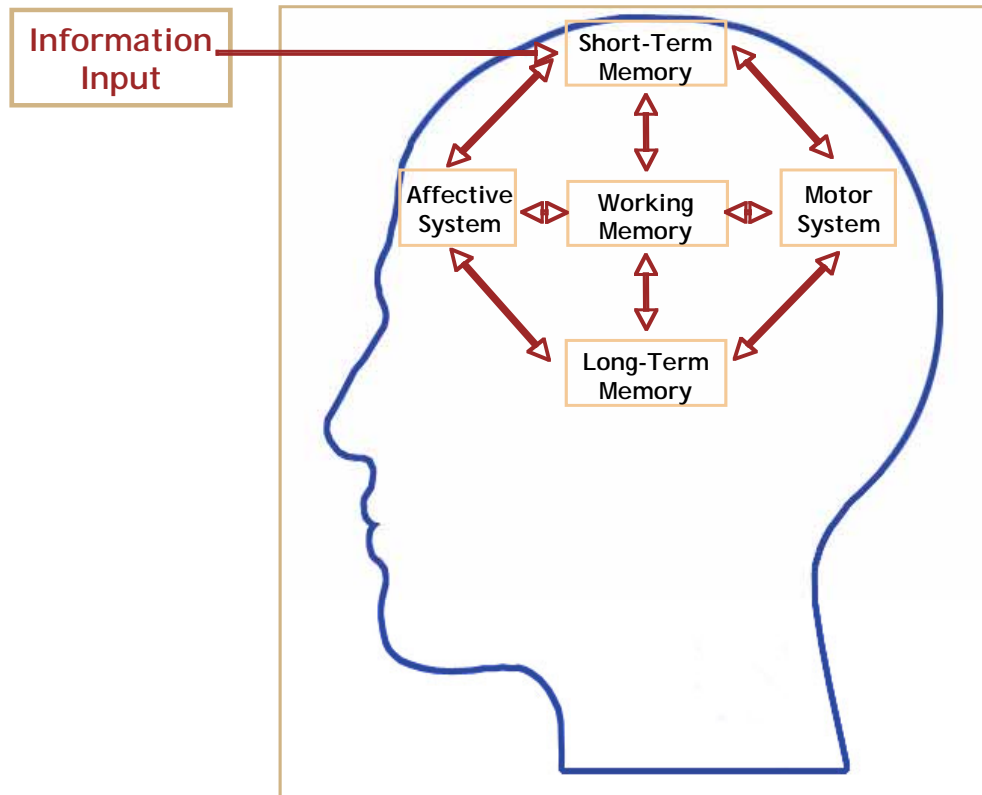 Information
Input
Short-Term
Memory
Affective
System
Working
Memory
Motor
System
Long-Term
Memory